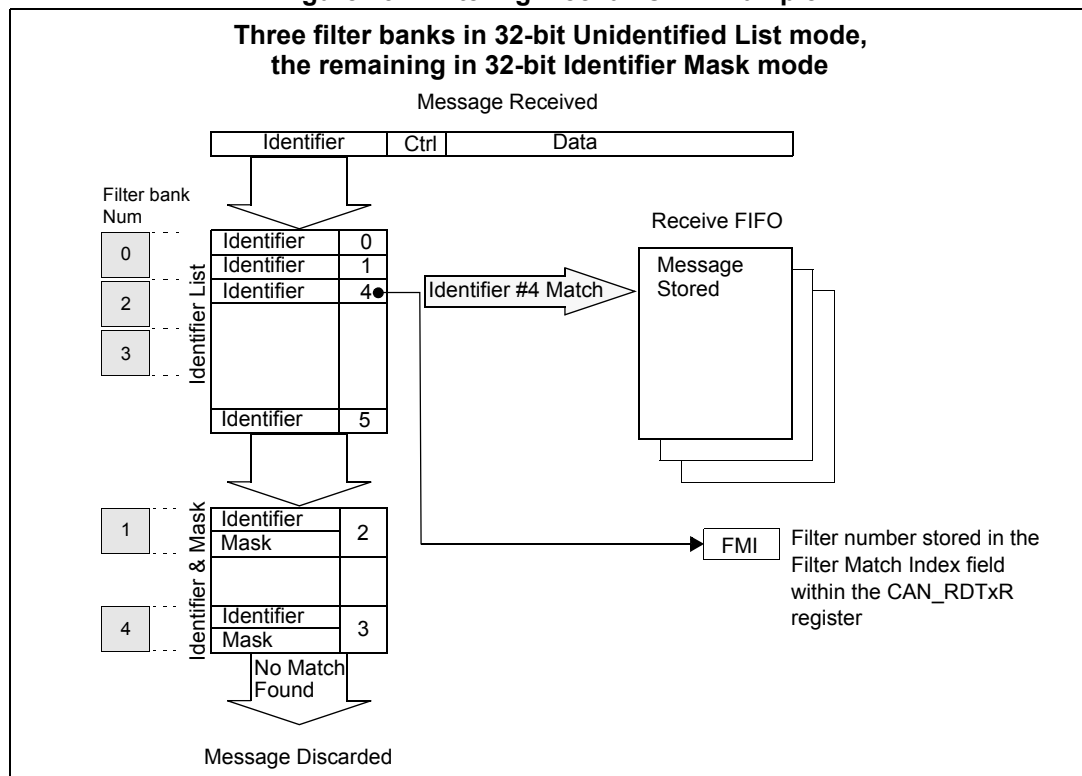 Three filter banks in 32-bit Unidentified List mode,
the remaining in 32-bit Identifier Mask mode
Message Received
Identifier Ctrl Data
Filter bank
Num
Receive FIFO
0
2
3
Identifier List
Identifier 0
Identifier 1
Identifier 4
Identifier 5
Identifier #4 Match
Message
Stored
1
4
Identifier & Mask
Identifier
Mask
2
Identifier
Mask
3
FMI
Filter number stored in the
Filter Match Index field
within the CAN_RDTxR
register
No Match
Found
Message Discarded